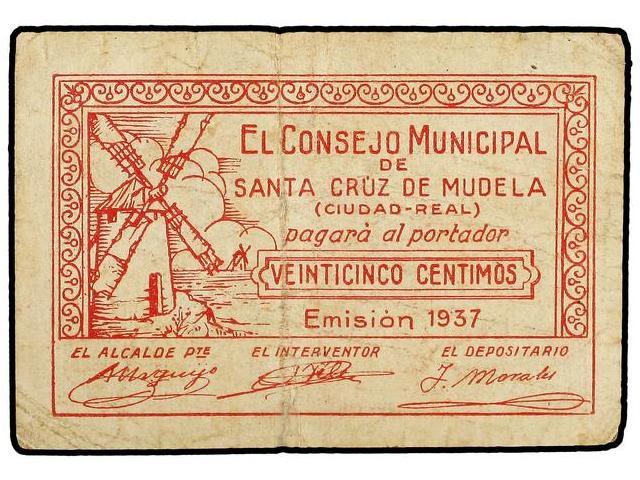 EL CONSEJO MUNICIPAL
DE
SANTA CRUZ DE MUDELA
(CIUDAD-REAL)
pagarà al portador
VEINTICINCO CENTIMOS
Emisiòn 1937
EL ALCALDE PTE EL INTERVENTOR EL DEPOSITARIO
J. Morales